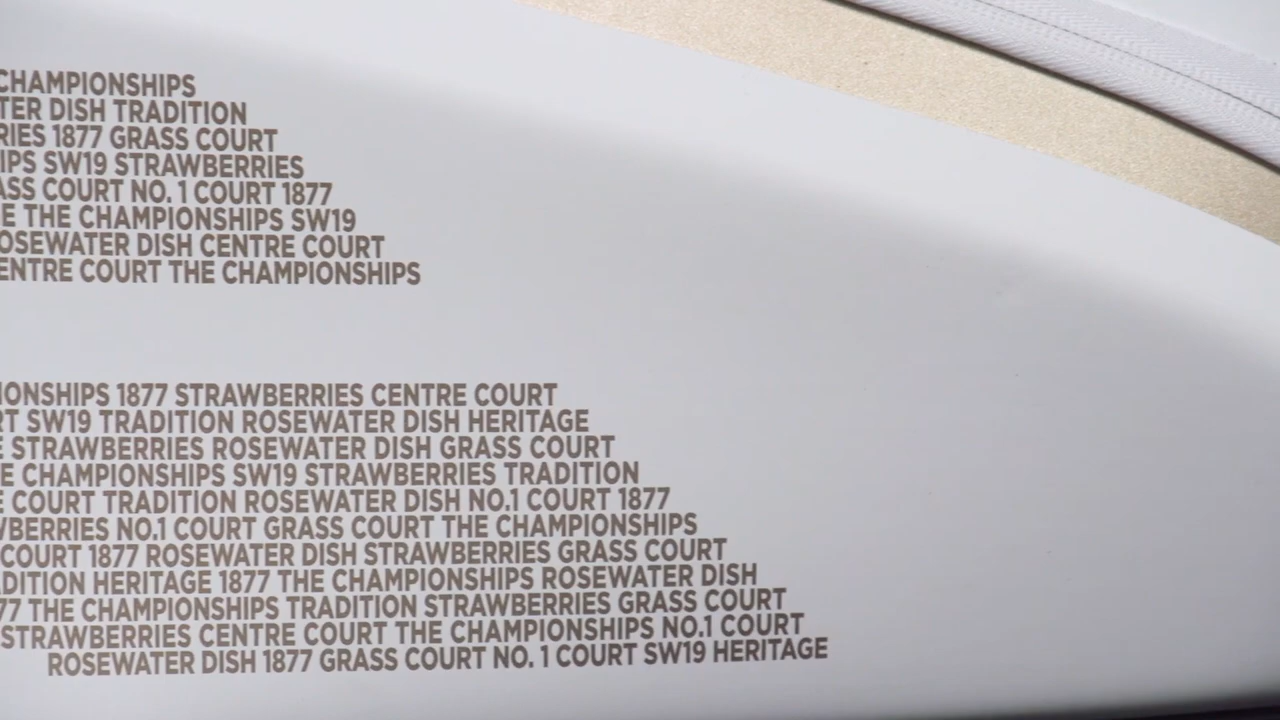 CHAMPIONSHIPS
TER DISH TRADITION
RIES 1877 GRASS COURT
IPS SW19 STRAWBERRIES
ASS COURT NO. 1 COURT 1877
E THE CHAMPIONSHIPS SW19
OSEWATER DISH CENTRE COURT
ENTRE COURT THE CHAMPIONSHIPS
IONSHIPS 1877 STRAWBERRIES CENTRE COURT
RT SW19 TRADITION ROSEWATER DISH HERITAGE
E STRAWBERRIES ROSEWATER DISH GRASS COURT
E CHAMPIONSHIPS SW19 STRAWBERRIES TRADITION
E COURT TRADITION ROSEWATER DISH NO.1 COURT 1877
WBERRIES NO.1 COURT GRASS COURT THE CHAMPIONSHIPS
COURT 1877 ROSEWATER DISH STRAWBERRIES GRASS COURT
ADITION HERITAGE 1877 THE CHAMPIONSHIPS ROSEWATER DISH
77 THE CHAMPIONSHIPS TRADITION STRAWBERRIES GRASS COURT
STRAWBERRIES CENTRE COURT THE CHAMPIONSHIPS NO.1 COURT
ROSEWATER DISH 1877 GRASS COURT NO. 1 COURT SW19 HERITAGE